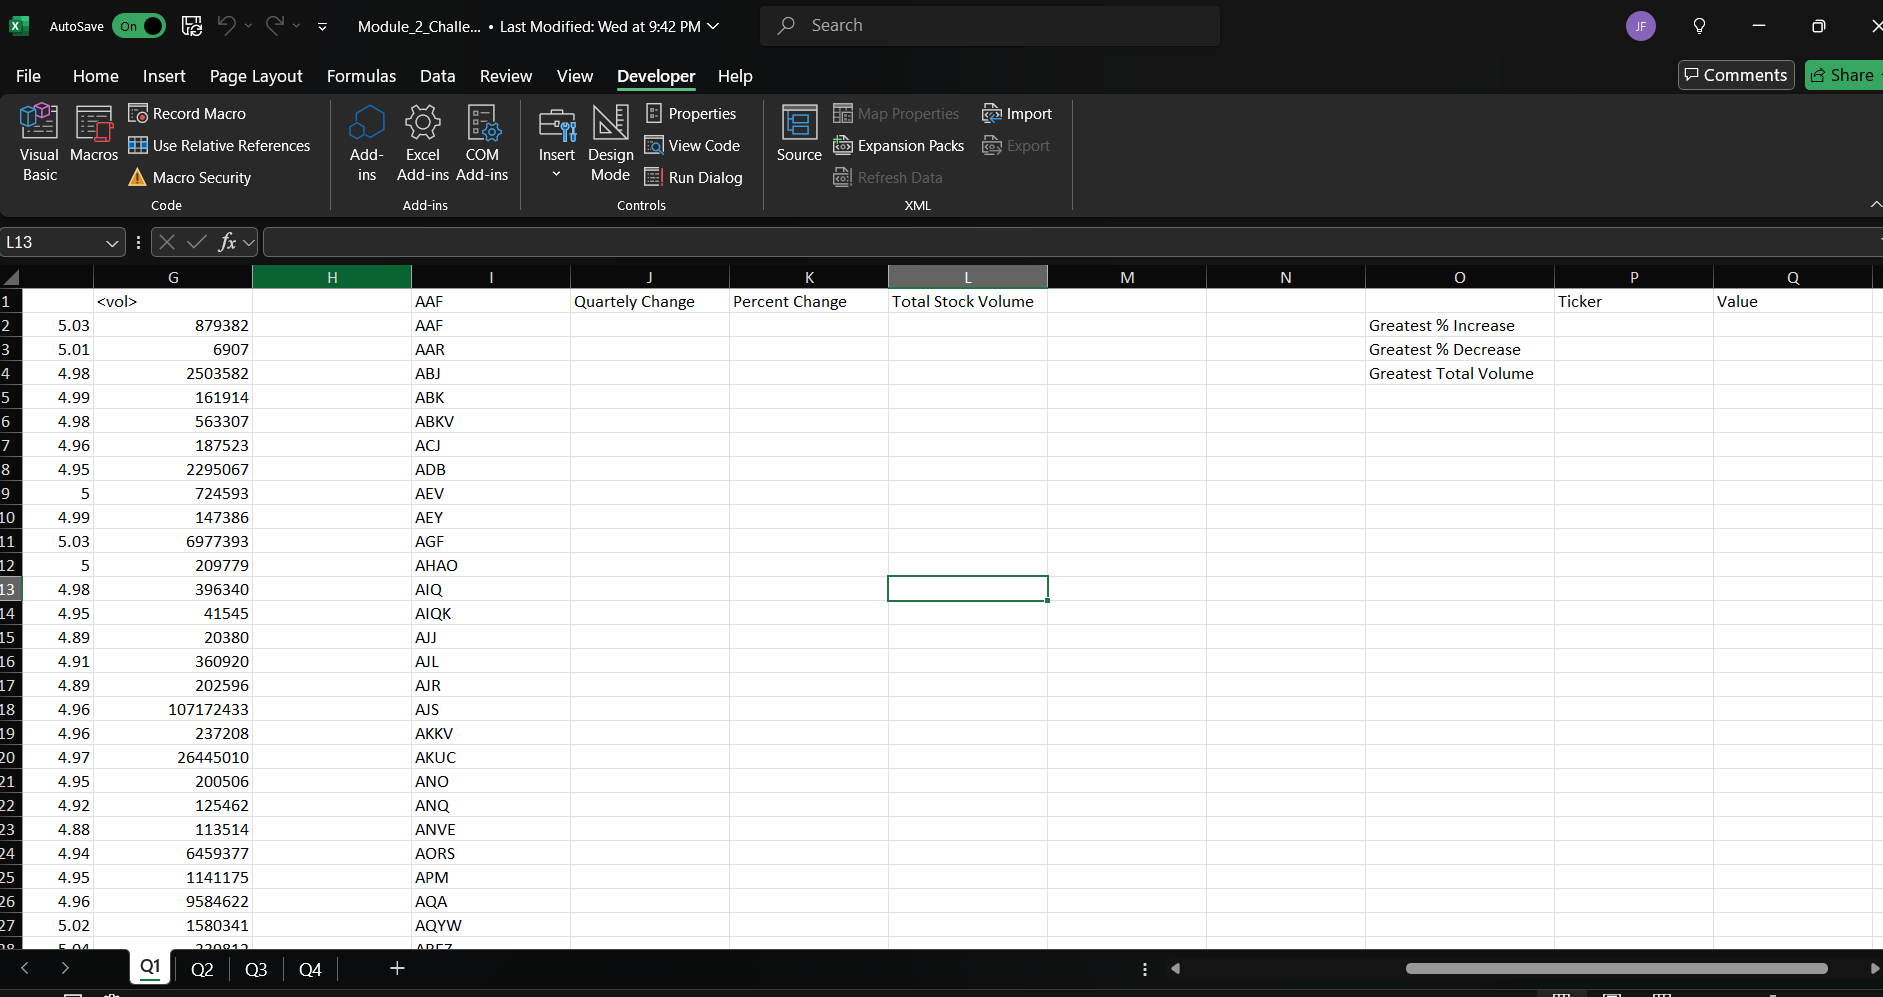 AutoSave On Module_2_Challe... • Last Modified: Wed at 9:42 PM Search JF
File Home Insert Page Layout Formulas Data Review View Developer Help Comments Share
Visual Basic Macros Record Macro Use Relative References Macro Security Code
Add-ins Excel Add-ins COM Add-ins Add-ins
Insert Design Mode Properties View Code Run Dialog Controls
Source Map Properties Expansion Packs Refresh Data Import Export XML
L13 fx
G H I J K L M N O P Q
1 <vol> AAF Quartely Change Percent Change Total Stock Volume Ticker Value
2 5.03 879382 AAF Greatest % Increase
3 5.01 6907 AAR Greatest % Decrease
4 4.98 2503582 ABJ Greatest Total Volume
5 4.99 161914 ABK
6 4.98 563307 ABKV
7 4.96 187523 ACJ
8 4.95 2295067 ADB
9 5 724593 AEV
10 4.99 147386 AEY
11 5.03 6977393 AGF
12 5 209779 AHAO
13 4.98 396340 AIQ
14 4.95 41545 AIQK
15 4.89 20380 AJJ
16 4.91 360920 AJL
17 4.89 202596 AJR
18 4.96 107172433 AJS
19 4.96 237208 AKKV
20 4.97 26445010 AKUC
21 4.95 200506 ANO
22 4.92 125462 ANQ
23 4.88 113514 ANVE
24 4.94 6459377 AORS
25 4.95 1141175 APM
26 4.96 9584622 AQA
27 5.02 1580341 AQYW
Q1 Q2 Q3 Q4